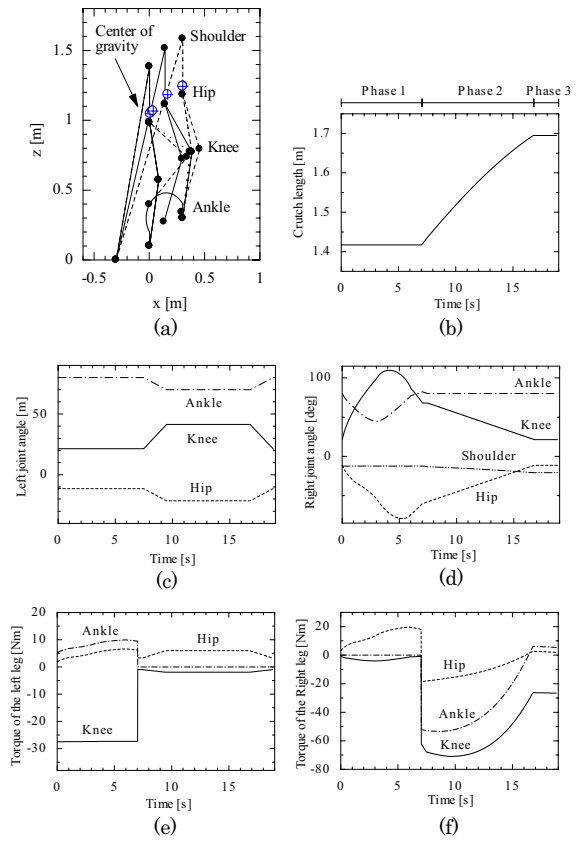 Center of
gravity
Shoulder
Hip
Knee
Ankle
z [m]
1.5
1
0.5
0
-0.5
0
0.5
1
x [m]
(a)
Phase 1
Phase 2
Phase 3
Crutch length [m]
1.7
1.6
1.5
1.4
0
5
10
15
Time [s]
(b)
Left joint angle [m]
50
0
Ankle
Knee
Hip
0
5
10
15
Time [s]
(c)
Right joint angle [deg]
100
0
Ankle
Knee
Shoulder
Hip
0
5
10
15
Time [s]
(d)
Torque of the left leg [Nm]
20
10
0
-10
-20
-30
Ankle
Hip
Knee
0
5
10
15
Time [s]
(e)
Torque of the Right leg [Nm]
20
0
-20
-40
-60
-80
Hip
Ankle
Knee
0
5
10
15
Time [s]
(f)